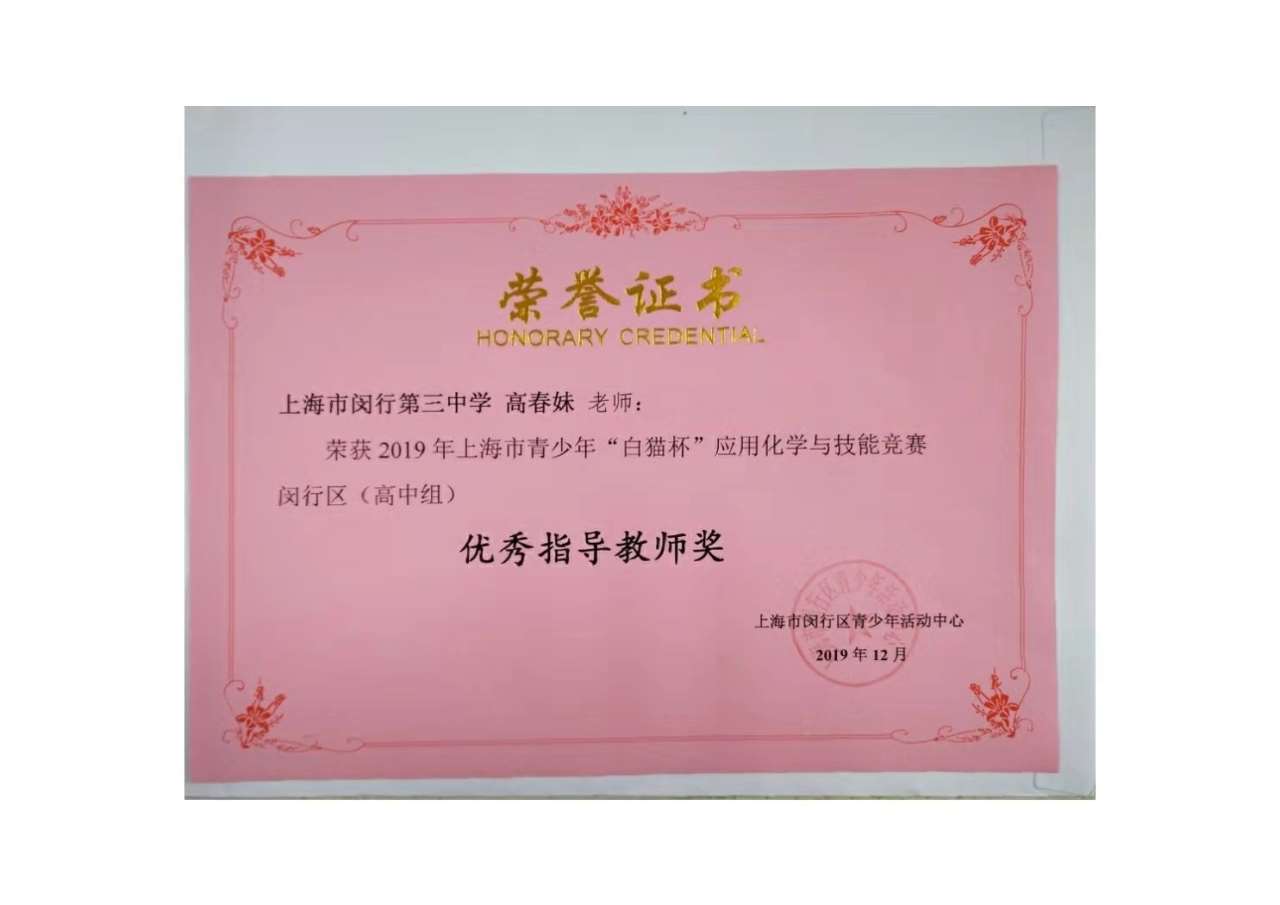 荣誉证书
HONORARY CREDENTIAL
上海市闵行第三中学 高春妹 老师：
荣获 2019 年上海市青少年“白猫杯”应用化学与技能竞赛
闵行区（高中组）
优秀指导教师奖
上海市闵行区青少年活动中心
2019 年 12 月